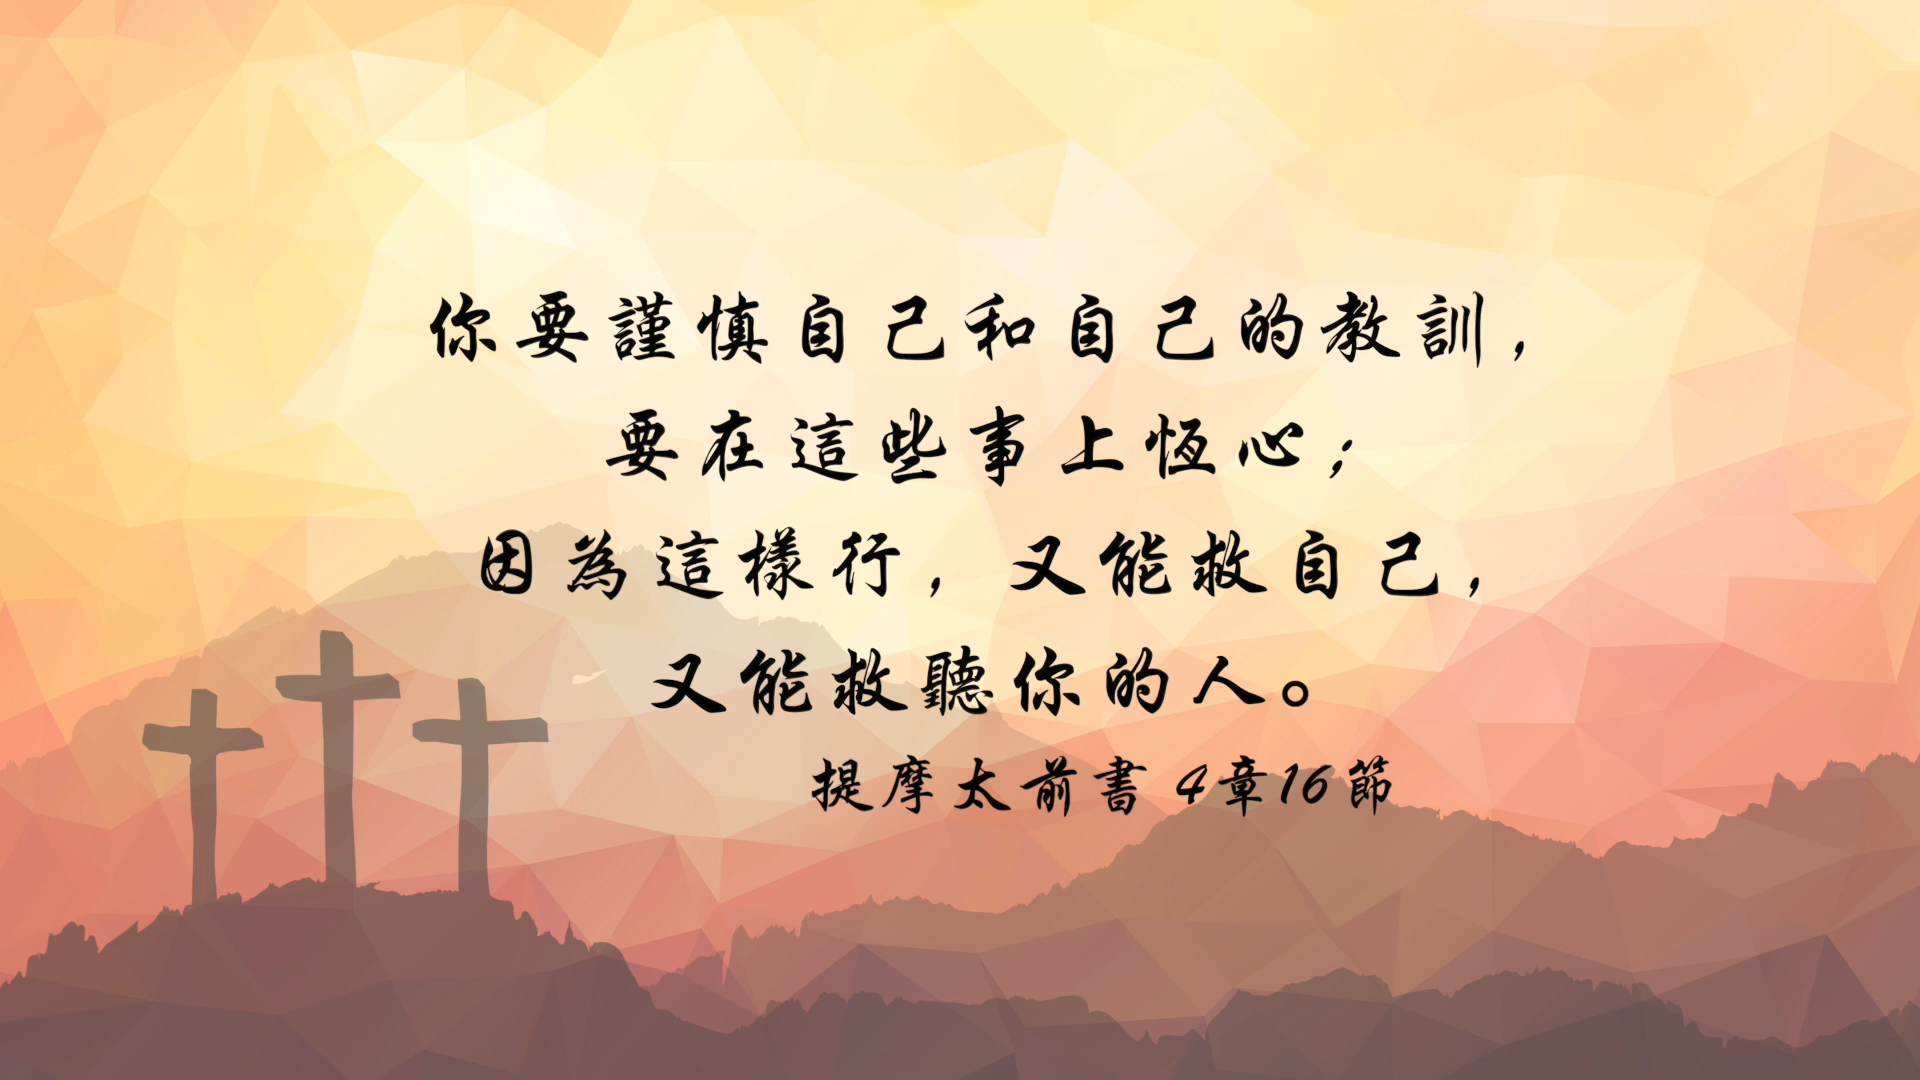 你要謹慎自己和自己的教訓，
要在這些事上恆心；
因為這樣行，又能救自己，
又能救聽你的人。
提摩太前書 4章16節